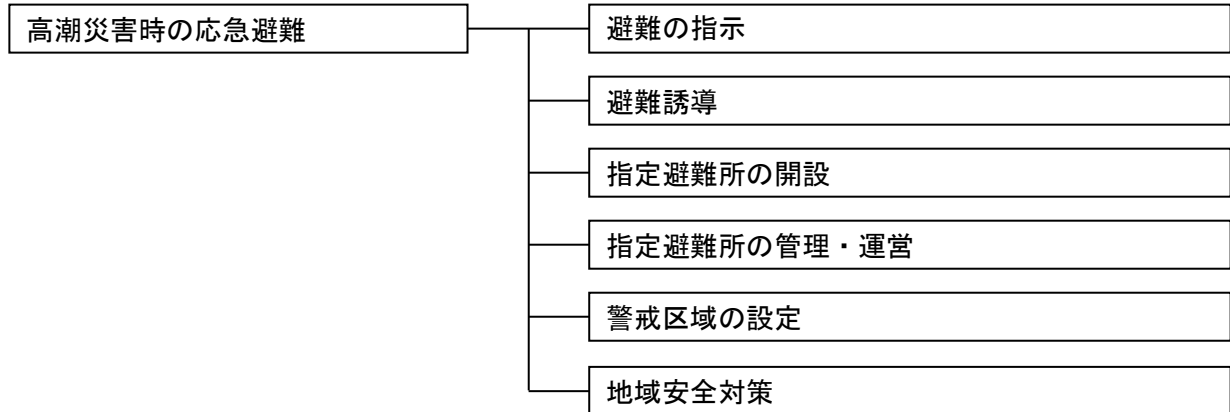 高潮災害時の応急避難
避難の指示
避難誘導
指定避難所の開設
指定避難所の管理・運営
警戒区域の設定
地域安全対策